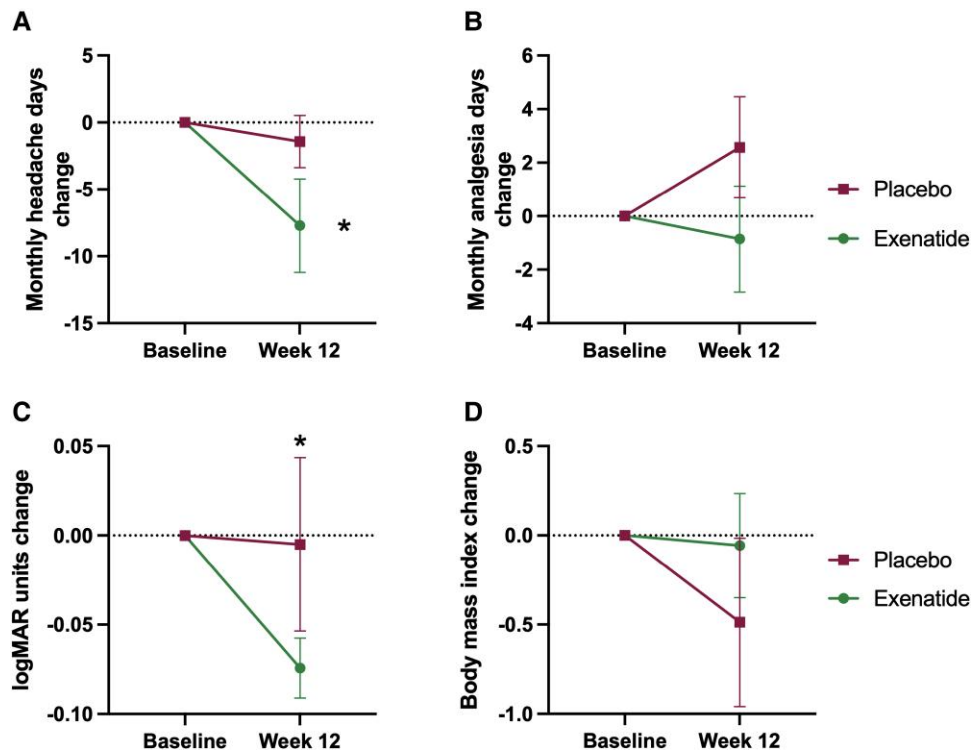 A
Monthly headache days
change
5
0
-5
-10
-15
*
Baseline
Week 12
B
Monthly analgesia days
change
6
4
2
0
-2
-4
Baseline
Week 12
Placebo
Exenatide
C
logMAR units change
0.05
0.00
-0.05
-0.10
*
Baseline
Week 12
D
Body mass index change
0.5
0.0
-0.5
-1.0
Baseline
Week 12
Placebo
Exenatide